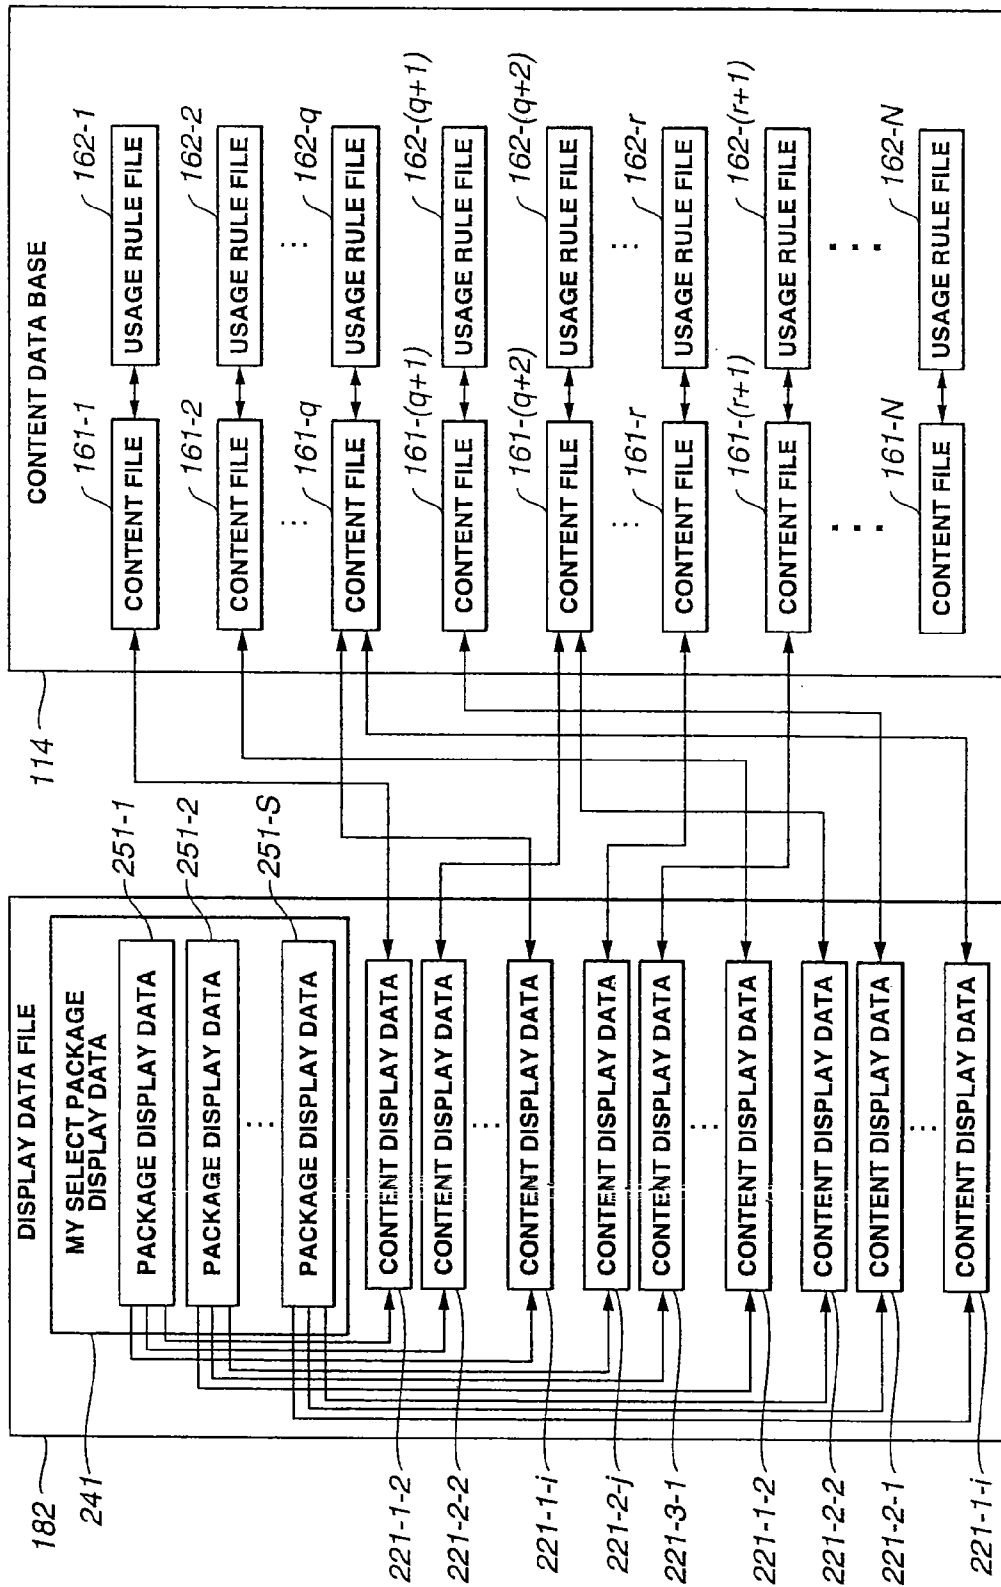 CONTENT DATA BASE
114
161-1
CONTENT FILE
162-1
USAGE RULE FILE
161-2
CONTENT FILE
162-2
USAGE RULE FILE
161-q
CONTENT FILE
162-q
USAGE RULE FILE
161-(q+1)
CONTENT FILE
162-(q+1)
USAGE RULE FILE
161-(q+2)
CONTENT FILE
162-(q+2)
USAGE RULE FILE
161-r
CONTENT FILE
162-r
USAGE RULE FILE
161-(r+1)
CONTENT FILE
162-(r+1)
USAGE RULE FILE
161-N
CONTENT FILE
162-N
USAGE RULE FILE
DISPLAY DATA FILE
182
MY SELECT PACKAGE
DISPLAY DATA
241
PACKAGE DISPLAY DATA
251-1
PACKAGE DISPLAY DATA
251-2
PACKAGE DISPLAY DATA
251-S
221-1-2
CONTENT DISPLAY DATA
221-2-2
CONTENT DISPLAY DATA
221-1-i
CONTENT DISPLAY DATA
221-2-j
CONTENT DISPLAY DATA
221-3-1
CONTENT DISPLAY DATA
221-1-2
CONTENT DISPLAY DATA
221-2-2
CONTENT DISPLAY DATA
221-2-1
CONTENT DISPLAY DATA
221-1-i
CONTENT DISPLAY DATA